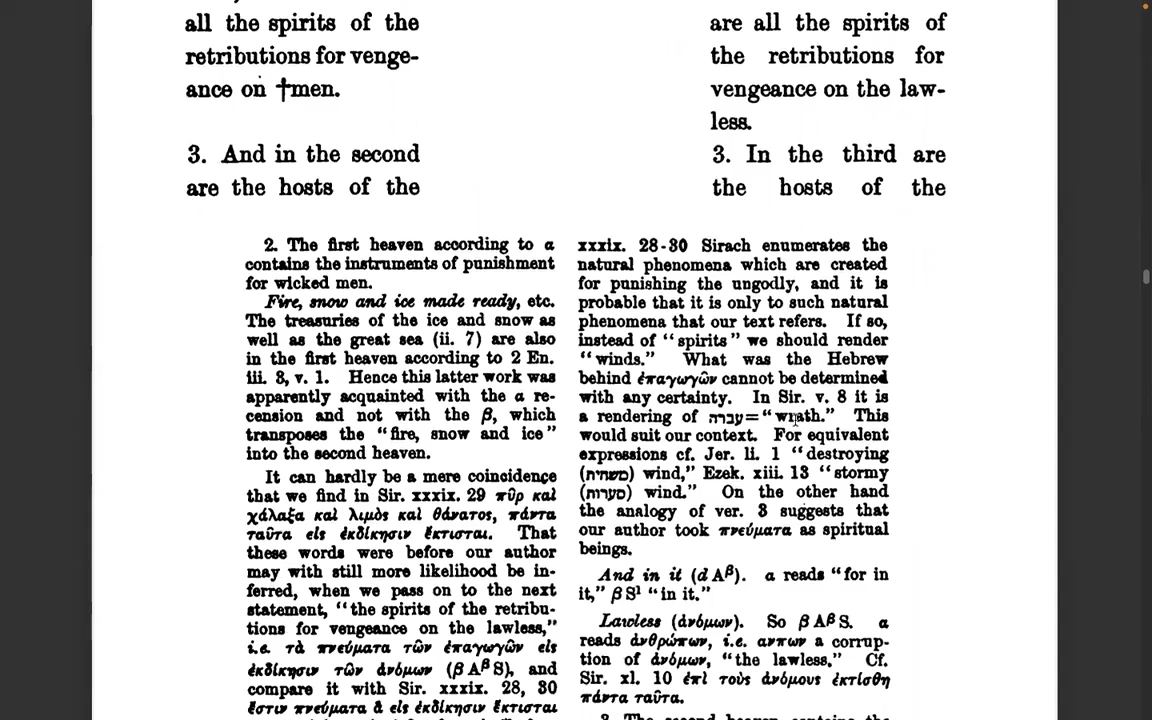 all the spirits of the
retributions for venge-
ance on †men.
3. And in the second
are the hosts of the
are all the spirits of
the retributions for
vengeance on the law-
less.
3. In the third are
the hosts of the
2. The first heaven according to α
contains the instruments of punishment
for wicked men.
Fire, snow and ice made ready, etc.
The treasuries of the ice and snow as
well as the great sea (ii. 7) are also
in the first heaven according to 2 En.
iii. 3, v. 1. Hence this latter work was
apparently acquainted with the α re-
cension and not with the β, which
transposes the “fire, snow and ice”
into the second heaven.
It can hardly be a mere coincidence
that we find in Sir. xxxix. 29 πῦρ καὶ
χάλαζα καὶ λιμὸς καὶ θάνατος, πάντα
ταῦτα εἰς ἐκδίκησιν ἔκτισται. That
these words were before our author
may with still more likelihood be in-
ferred, when we pass on to the next
statement, “the spirits of the retribu-
tions for vengeance on the lawless,”
i.e. τὰ πνεύματα τῶν ἐπαγωγῶν εἰς
ἐκδίκησιν τῶν ἀνόμων (β Aᵝ S), and
compare it with Sir. xxxix. 28, 30
ἔστιν πνεύματα ἃ εἰς ἐκδίκησιν ἔκτισται
xxxix. 28-30 Sirach enumerates the
natural phenomena which are created
for punishing the ungodly, and it is
probable that it is only to such natural
phenomena that our text refers. If so,
instead of “spirits” we should render
“winds.” What was the Hebrew
behind ἐπαγωγῶν cannot be determined
with any certainty. In Sir. v. 8 it is
a rendering of עברה=“wrath.” This
would suit our context. For equivalent
expressions cf. Jer. li. 1 “destroying
(משחית) wind,” Ezek. xiii. 13 “stormy
(סערות) wind.” On the other hand
the analogy of ver. 3 suggests that
our author took πνεύματα as spiritual
beings.
And in it (d Aᵝ). α reads “for in
it,” β S¹ “in it.”
Lawless (ἀνόμων). So β Aᵝ S. α
reads ἀνθρώπων, i.e. ανπων a corrup-
tion of ἀνόμων, “the lawless.” Cf.
Sir. xl. 10 ἐπὶ τοὺς ἀνόμους ἐκτίσθη
πάντα ταῦτα.